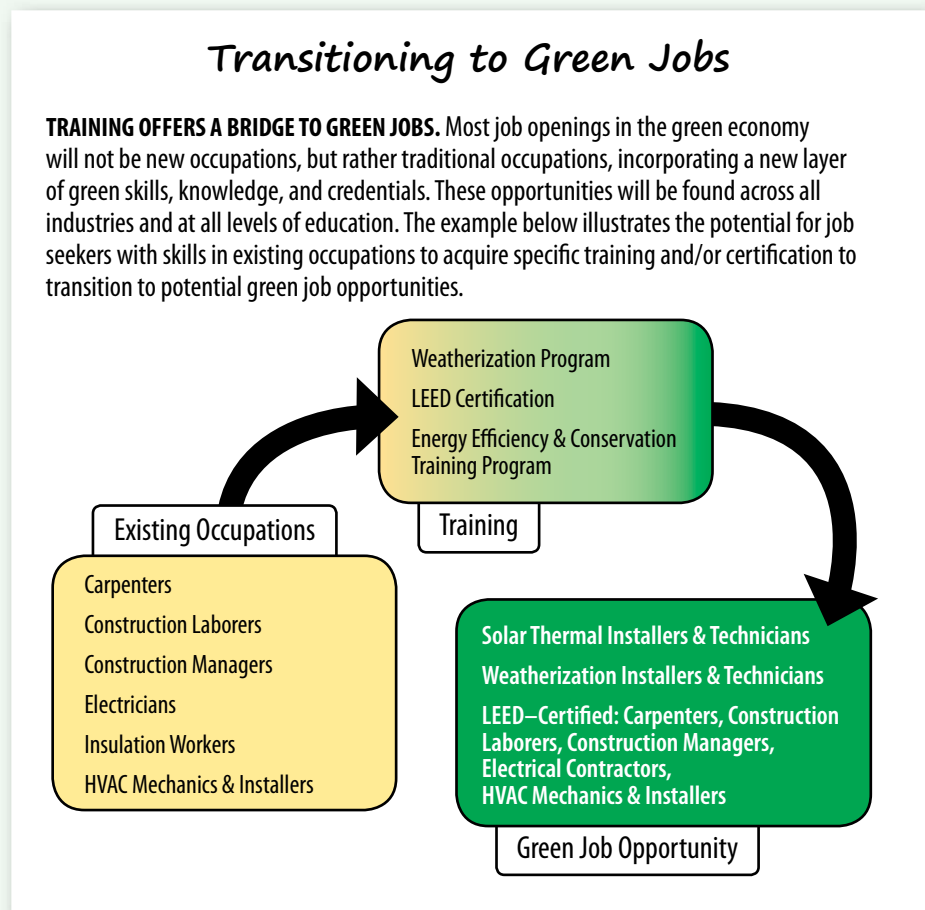 Transitioning to Green Jobs
TRAINING OFFERS A BRIDGE TO GREEN JOBS. Most job openings in the green economy
will not be new occupations, but rather traditional occupations, incorporating a new layer
of green skills, knowledge, and credentials. These opportunities will be found across all
industries and at all levels of education. The example below illustrates the potential for job
seekers with skills in existing occupations to acquire specific training and/or certification to
transition to potential green job opportunities.
Weatherization Program
LEED Certification
Energy Efficiency & Conservation
Training Program
Training
Existing Occupations
Carpenters
Construction Laborers
Construction Managers
Electricians
Insulation Workers
HVAC Mechanics & Installers
Solar Thermal Installers & Technicians
Weatherization Installers & Technicians
LEED–Certified: Carpenters, Construction
Laborers, Construction Managers,
Electrical Contractors,
HVAC Mechanics & Installers
Green Job Opportunity